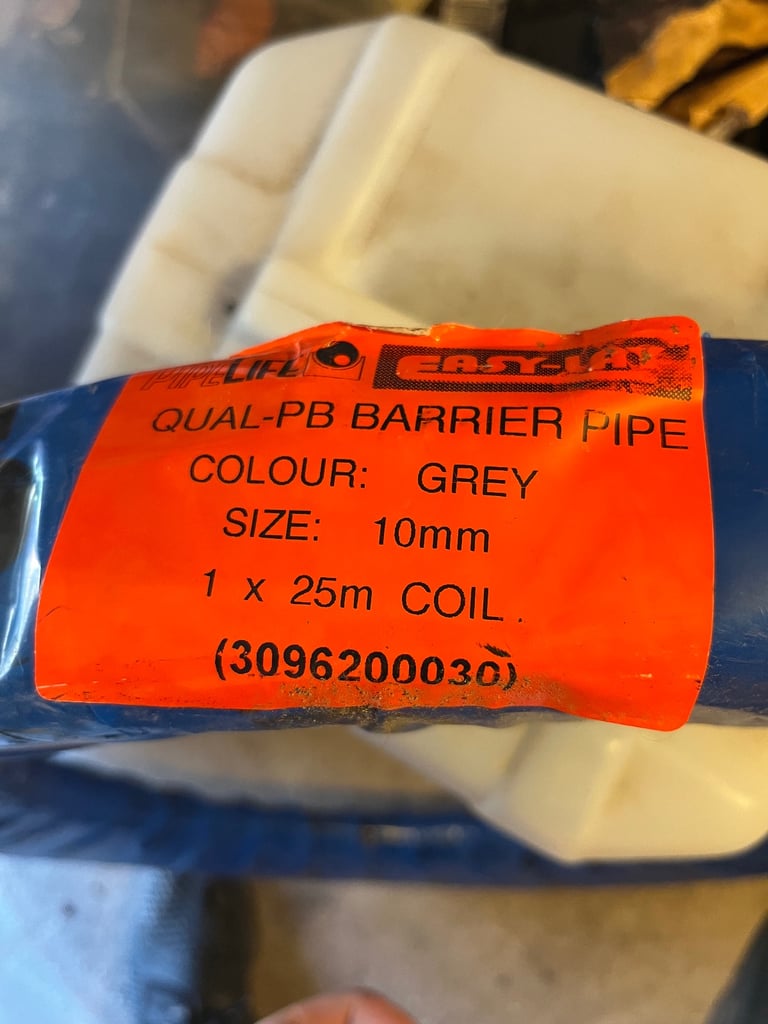 PIPELIFE EASY-LAY
QUAL-PB BARRIER PIPE
COLOUR: GREY
SIZE: 10mm
1 x 25m COIL.
(3096200030)